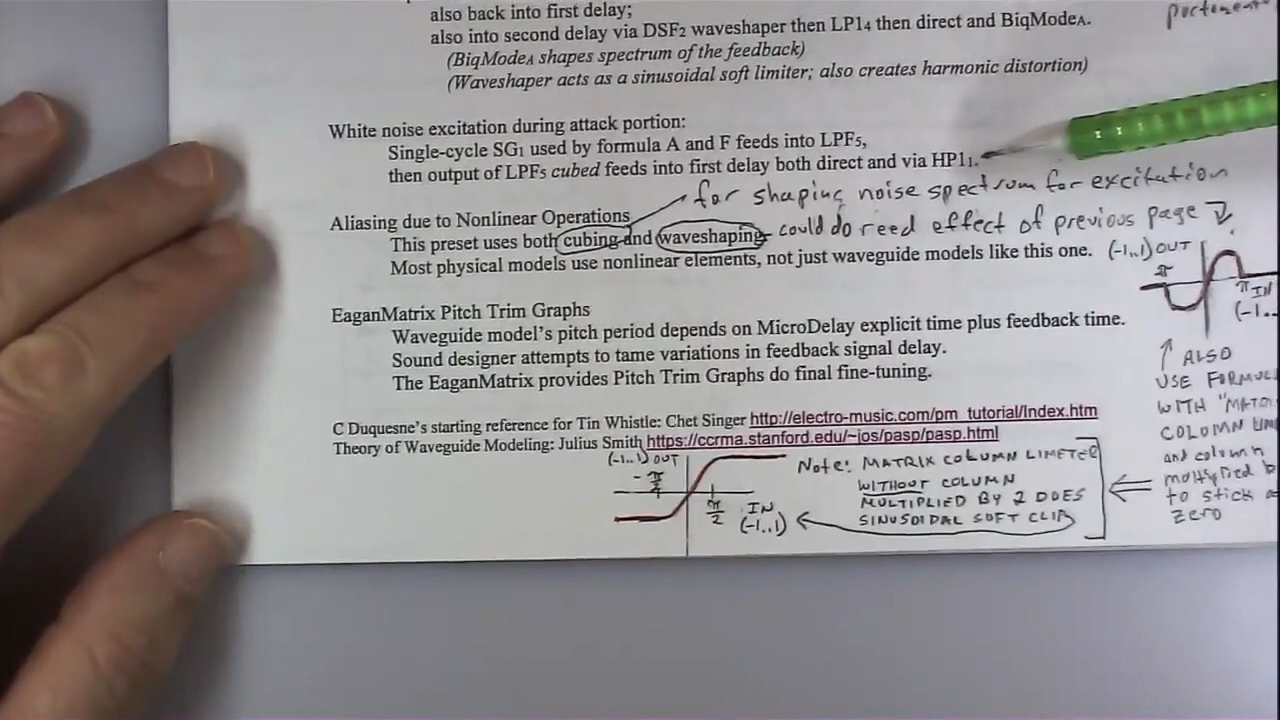 also back into first delay;
also into second delay via DSF2 waveshaper then LP14 then direct and BiqModeA.
(BiqModeA shapes spectrum of the feedback)
(Waveshaper acts as a sinusoidal soft limiter; also creates harmonic distortion)
White noise excitation during attack portion:
Single-cycle SG1 used by formula A and F feeds into LPF5,
then output of LPF5 cubed feeds into first delay both direct and via HP11.
for shaping noise spectrum for excitation
Aliasing due to Nonlinear Operations
This preset uses both cubing and waveshaping could do reed effect of previous page
Most physical models use nonlinear elements, not just waveguide models like this one.
(-1..1) OUT
π
π IN
(-1..
EaganMatrix Pitch Trim Graphs
Waveguide model's pitch period depends on MicroDelay explicit time plus feedback time.
Sound designer attempts to tame variations in feedback signal delay.
The EaganMatrix provides Pitch Trim Graphs do final fine-tuning.
↑ ALSO
USE
WITH
COLUMN
and column
multiplied
to stick
zero
C Duquesne's starting reference for Tin Whistle: Chet Singer http://electro-music.com/pm_tutorial/Index.htm
Theory of Waveguide Modeling: Julius Smith https://ccrma.stanford.edu/~jos/pasp/pasp.html
(-1..1) OUT
-π/2
π/2
IN
(-1..1)
Note: MATRIX COLUMN LIMITER
WITHOUT COLUMN
MULTIPLIED BY 2 DOES
SINUSOIDAL SOFT CLIP